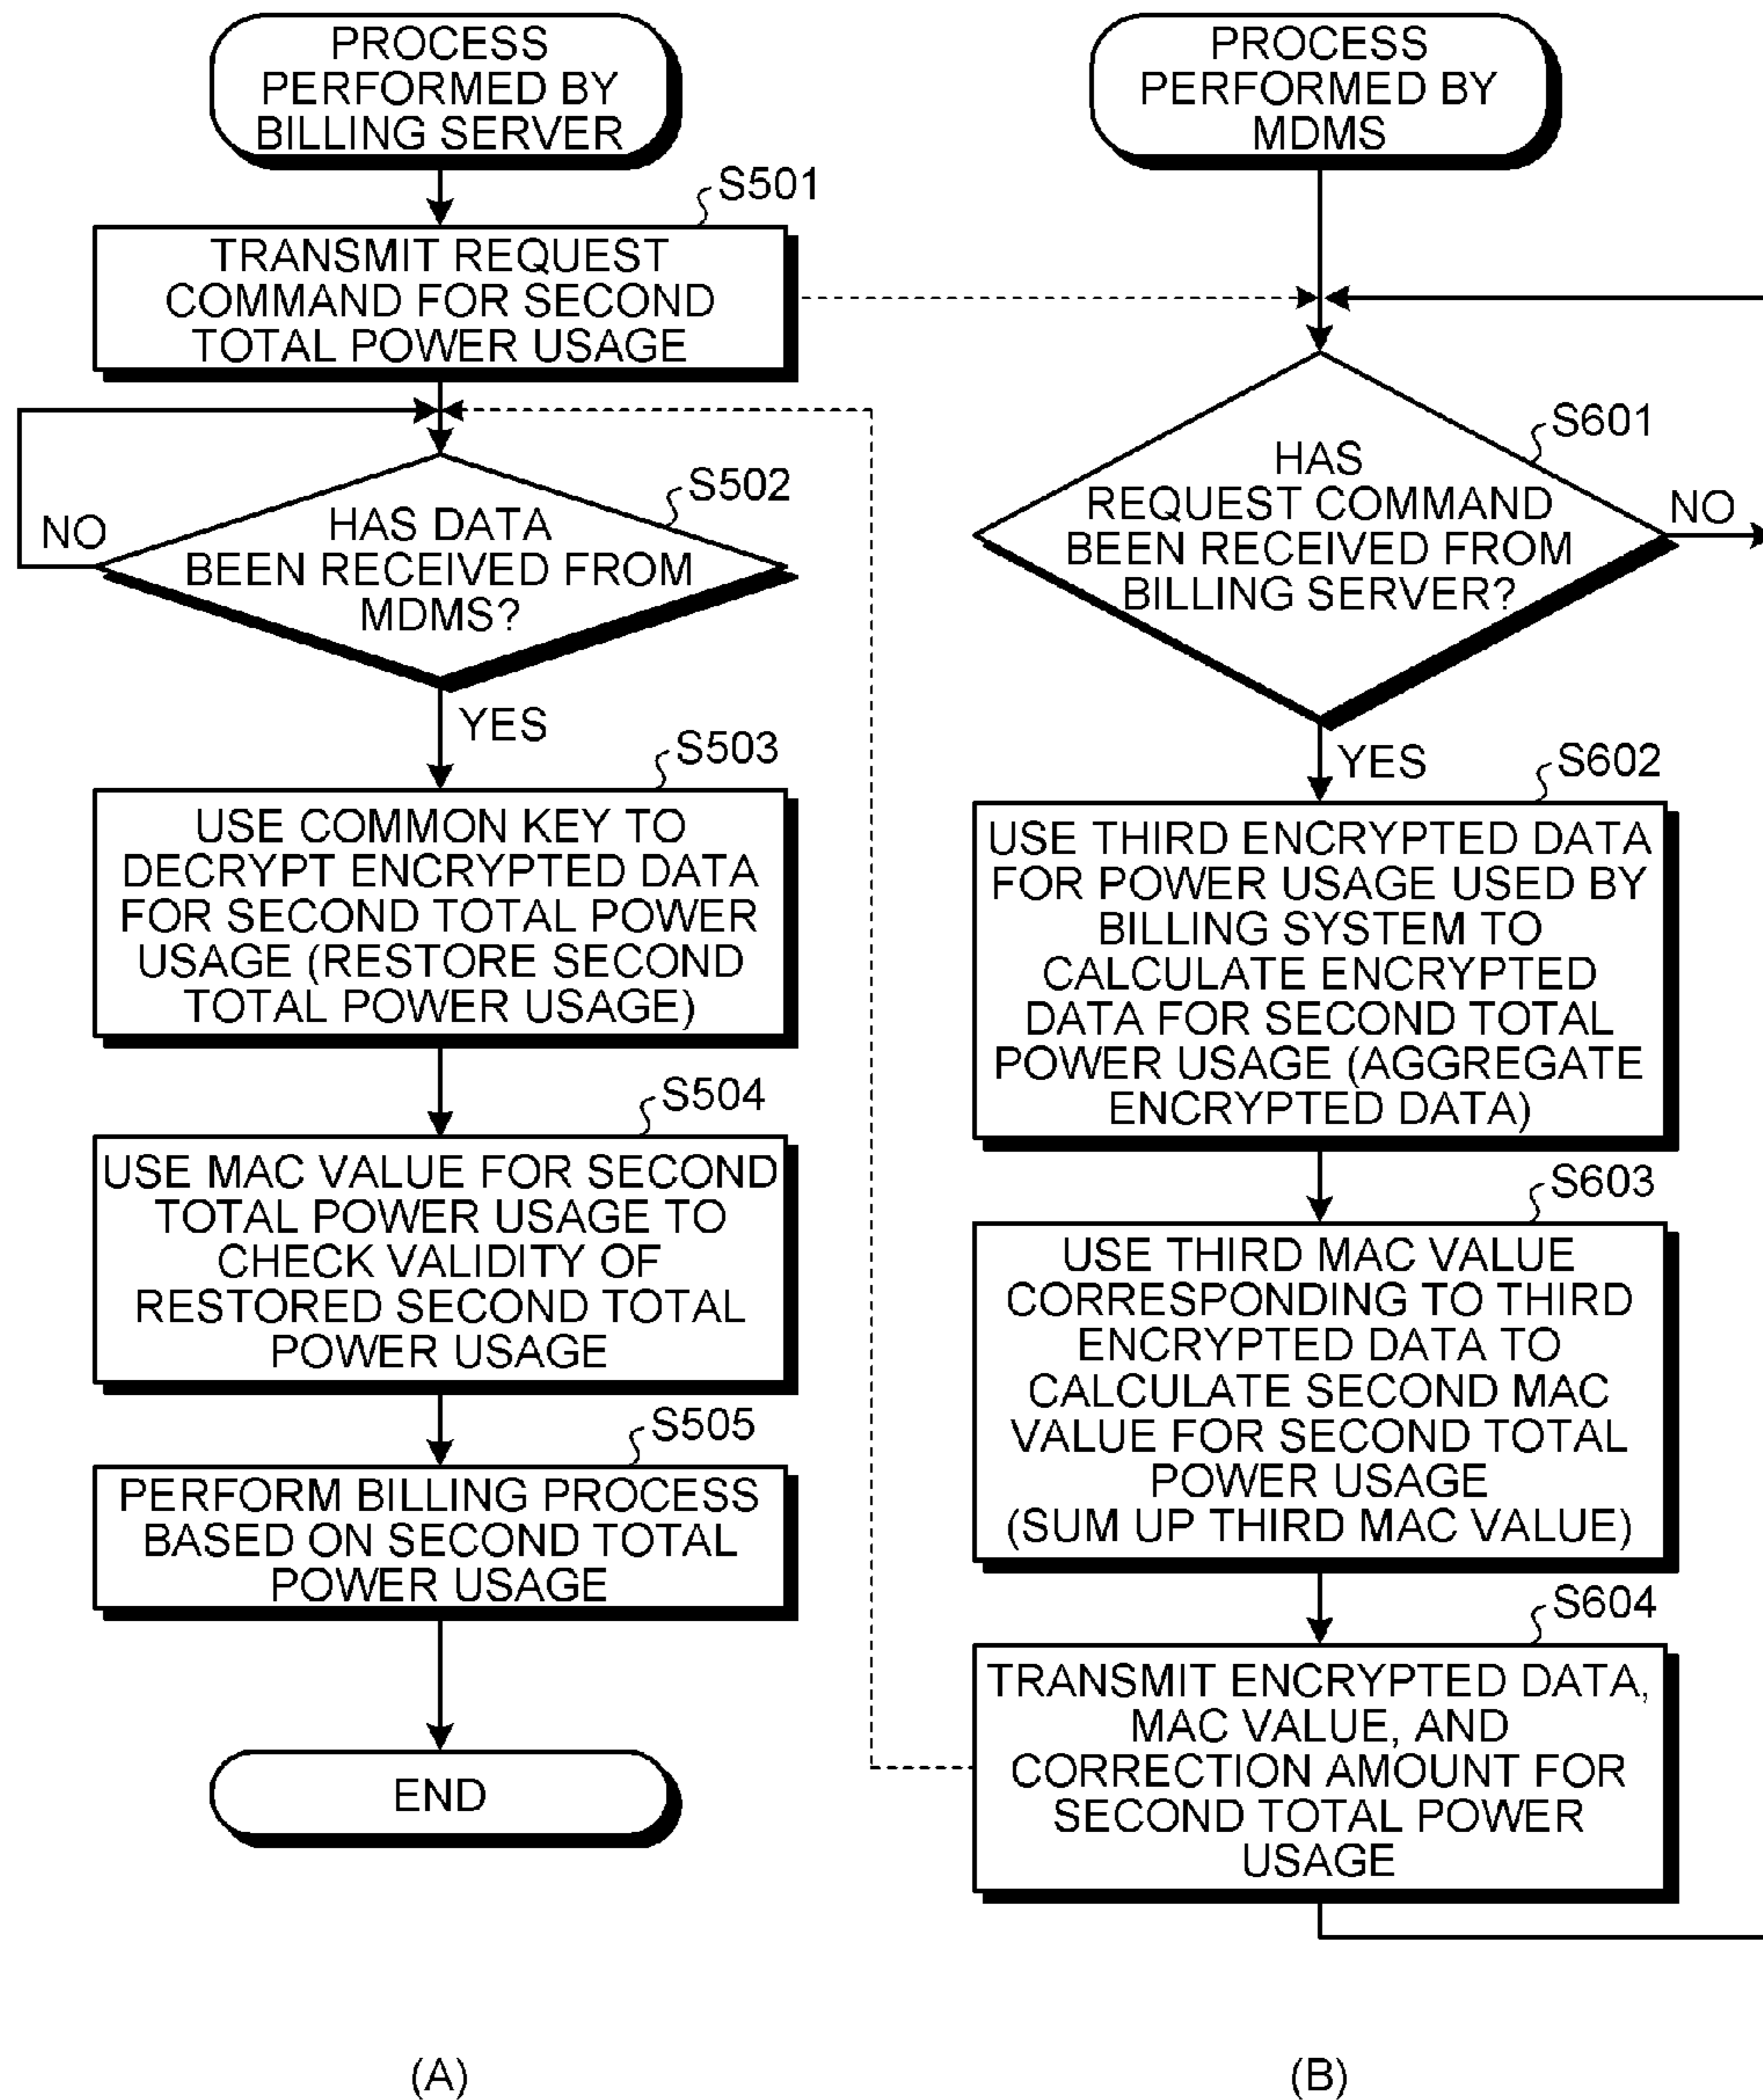 PROCESS
PERFORMED BY
BILLING SERVER
S501
TRANSMIT REQUEST
COMMAND FOR SECOND
TOTAL POWER USAGE
S502
NO
HAS DATA
BEEN RECEIVED FROM
MDMS?
YES
S503
USE COMMON KEY TO
DECRYPT ENCRYPTED DATA
FOR SECOND TOTAL POWER
USAGE (RESTORE SECOND
TOTAL POWER USAGE)
S504
USE MAC VALUE FOR SECOND
TOTAL POWER USAGE TO
CHECK VALIDITY OF
RESTORED SECOND TOTAL
POWER USAGE
S505
PERFORM BILLING PROCESS
BASED ON SECOND TOTAL
POWER USAGE
END
(A)
PROCESS
PERFORMED BY
MDMS
S601
HAS
REQUEST COMMAND
BEEN RECEIVED FROM
BILLING SERVER?
NO
YES
S602
USE THIRD ENCRYPTED DATA
FOR POWER USAGE USED BY
BILLING SYSTEM TO
CALCULATE ENCRYPTED
DATA FOR SECOND TOTAL
POWER USAGE (AGGREGATE
ENCRYPTED DATA)
S603
USE THIRD MAC VALUE
CORRESPONDING TO THIRD
ENCRYPTED DATA TO
CALCULATE SECOND MAC
VALUE FOR SECOND TOTAL
POWER USAGE
(SUM UP THIRD MAC VALUE)
S604
TRANSMIT ENCRYPTED DATA,
MAC VALUE, AND
CORRECTION AMOUNT FOR
SECOND TOTAL POWER
USAGE
(B)